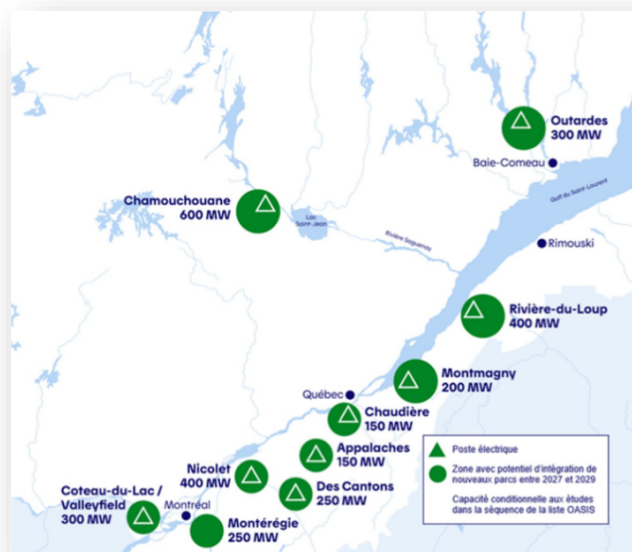 Outardes
300 MW
Baie-Comeau
Golf du Saint-Laurent
Chamouchouane
600 MW
Lac
Saint-Jean
Rivière Saguenay
Rimouski
Rivière-du-Loup
400 MW
Montmagny
200 MW
Québec
Chaudière
150 MW
Appalaches
150 MW
Nicolet
400 MW
Des Cantons
250 MW
Coteau-du-Lac /
Valleyfield
300 MW
Montréal
Montérégie
250 MW
Poste électrique
Zone avec potentiel d'intégration de
nouveaux parcs entre 2027 et 2029
Capacité conditionnelle aux études
dans la séquence de la liste OASIS